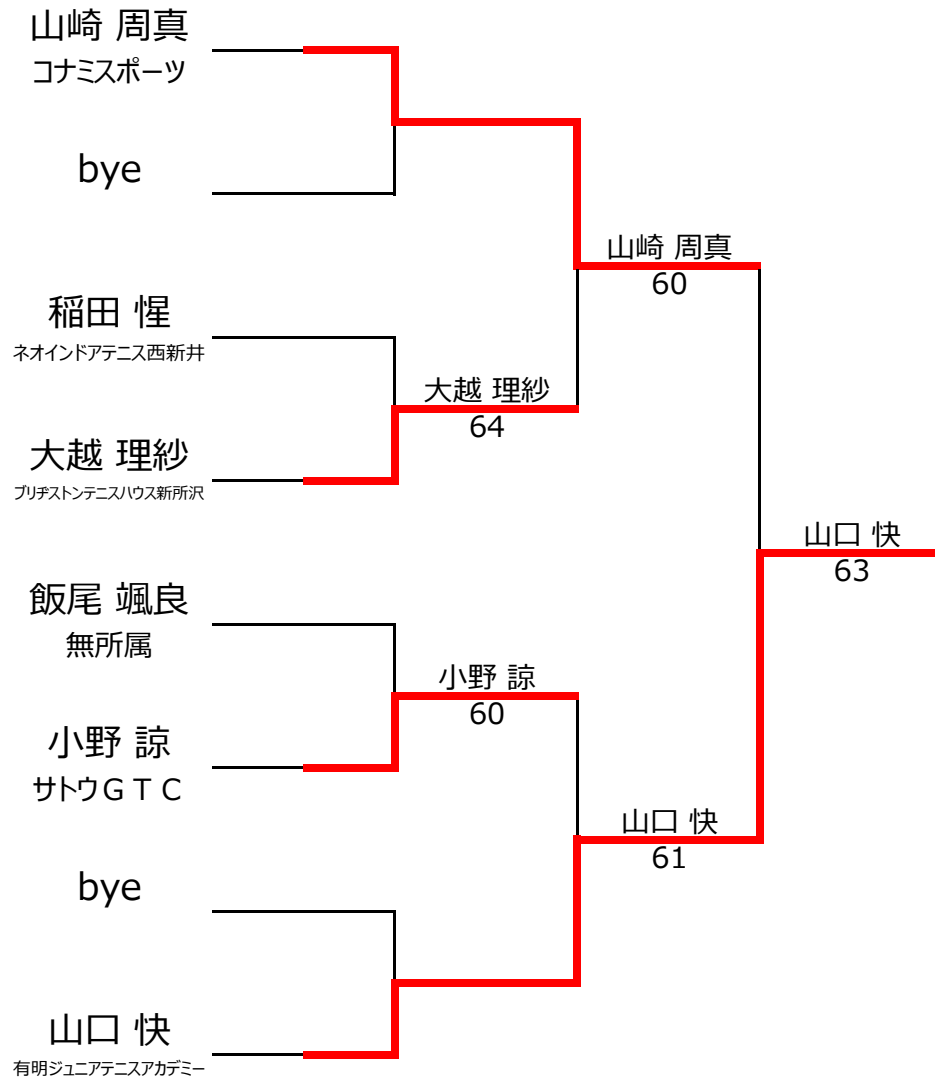 山崎 周真
コナミスポーツ
bye
山崎 周真
60
稲田 惺
ネオインドアテニス西新井
大越 理紗
64
大越 理紗
ブリヂストンテニスハウス新所沢
山口 快
63
飯尾 颯良
無所属
小野 諒
60
小野 諒
サトウＧＴＣ
山口 快
61
bye
山口 快
有明ジュニアテニスアカデミー